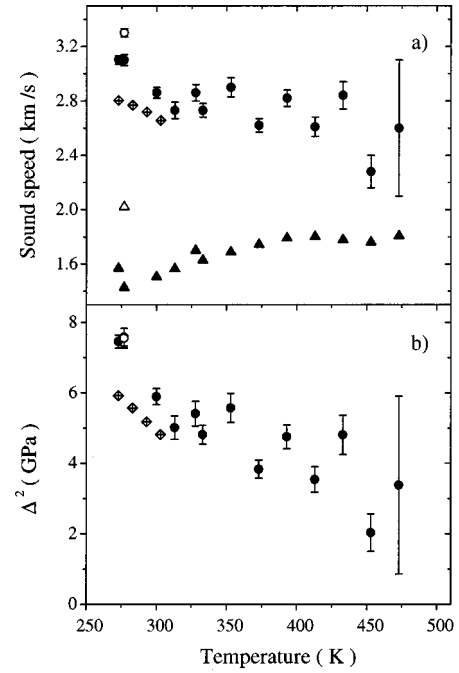 a)
3.2
2.8
2.4
2.0
1.6
Sound speed ( km /s )
b)
8
6
4
2
0
Δ ² ( GPa )
250 300 350 400 450 500
Temperature ( K )